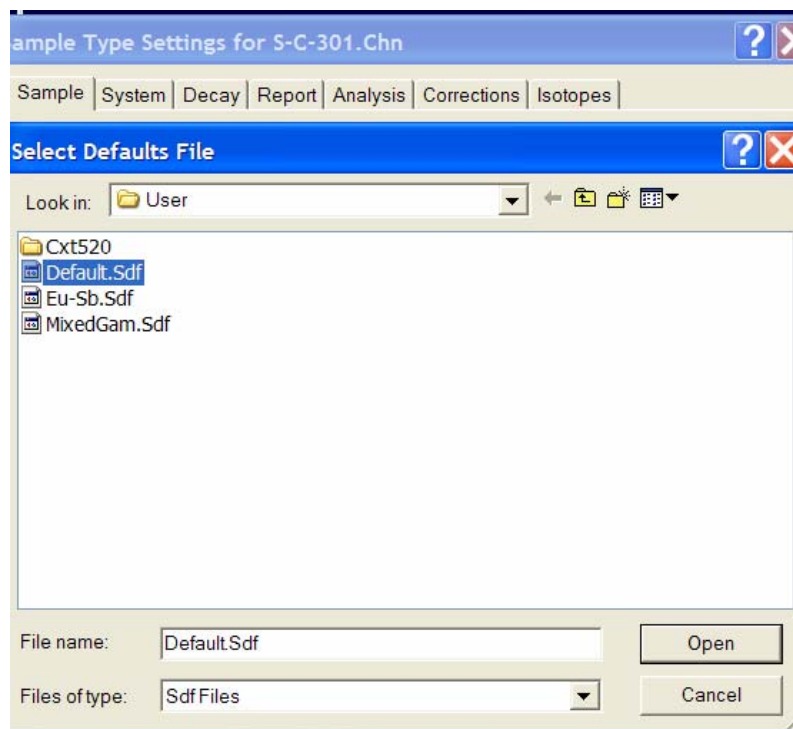 ample Type Settings for S-C-301.Chn
Sample System Decay Report Analysis Corrections Isotopes
Select Defaults File
Look in: User
Cxt520
Default.Sdf
Eu-Sb.Sdf
MixedGam.Sdf
File name: Default.Sdf Open
Files of type: Sdf Files Cancel